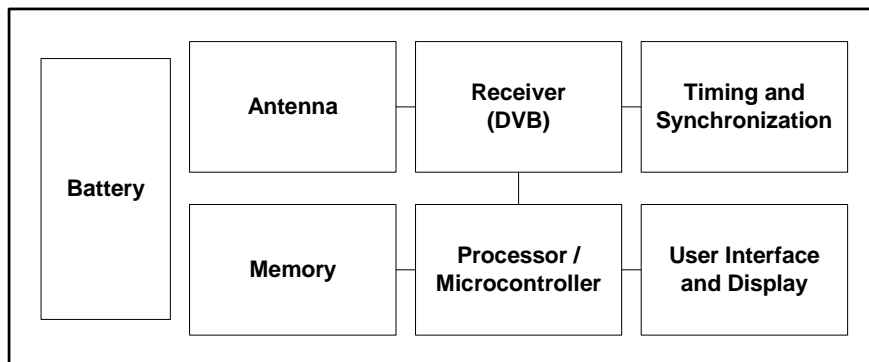 Battery
Antenna
Receiver
(DVB)
Timing and
Synchronization
Memory
Processor /
Microcontroller
User Interface
and Display